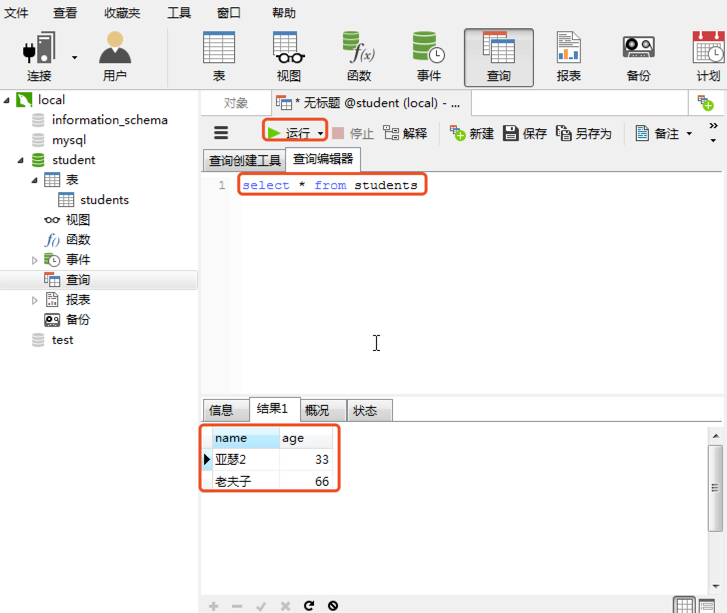 文件 查看 收藏夹 工具 窗口 帮助
连接 用户 表 视图 函数 事件 查询 报表 备份 计划
local
information_schema
mysql
student
表
students
视图
函数
事件
查询
报表
备份
test
对象 * 无标题 @student (local) - ...
运行 停止 解释 新建 保存 另存为 备注
查询创建工具 查询编辑器
1 select * from students
信息 结果1 概况 状态
name age
亚瑟2 33
老夫子 66